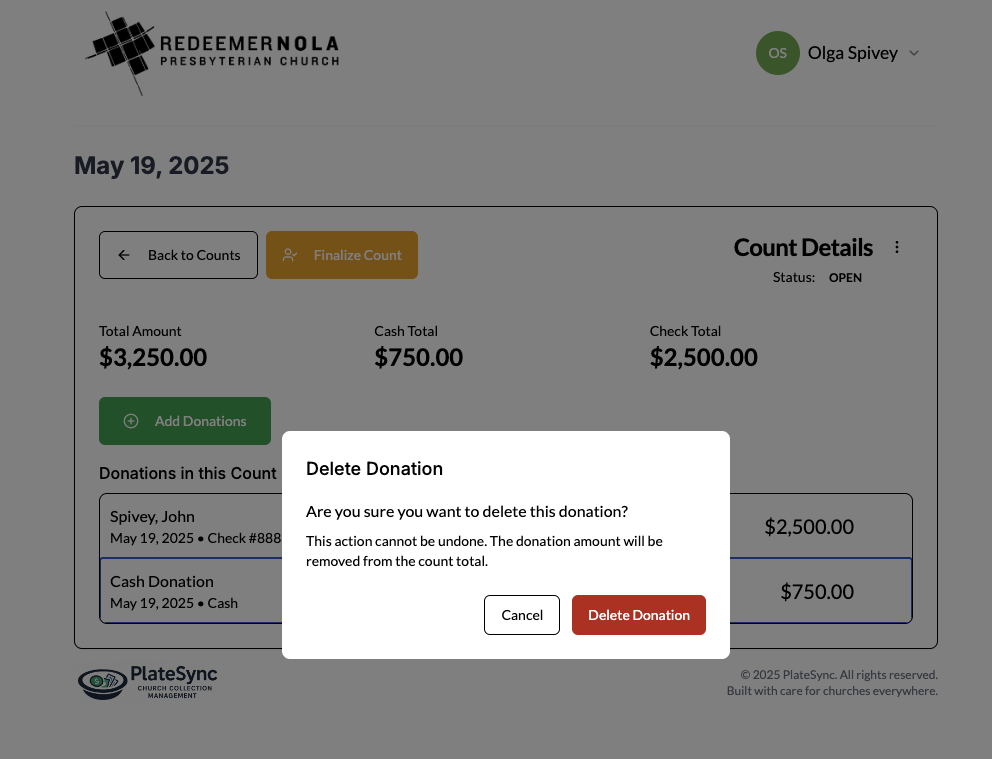 REDEEMERNOLA
PRESBYTERIAN CHURCH
OS Olga Spivey
May 19, 2025
Back to Counts
Finalize Count
Count Details
Status: OPEN
Total Amount
$3,250.00
Cash Total
$750.00
Check Total
$2,500.00
Add Donations
Donations in this Count
Spivey, John
May 19, 2025 • Check #888
$2,500.00
Cash Donation
May 19, 2025 • Cash
$750.00
Delete Donation
Are you sure you want to delete this donation?
This action cannot be undone. The donation amount will be
removed from the count total.
Cancel
Delete Donation
PlateSync
CHURCH COLLECTION
MANAGEMENT
© 2025 PlateSync. All rights reserved.
Built with care for churches everywhere.